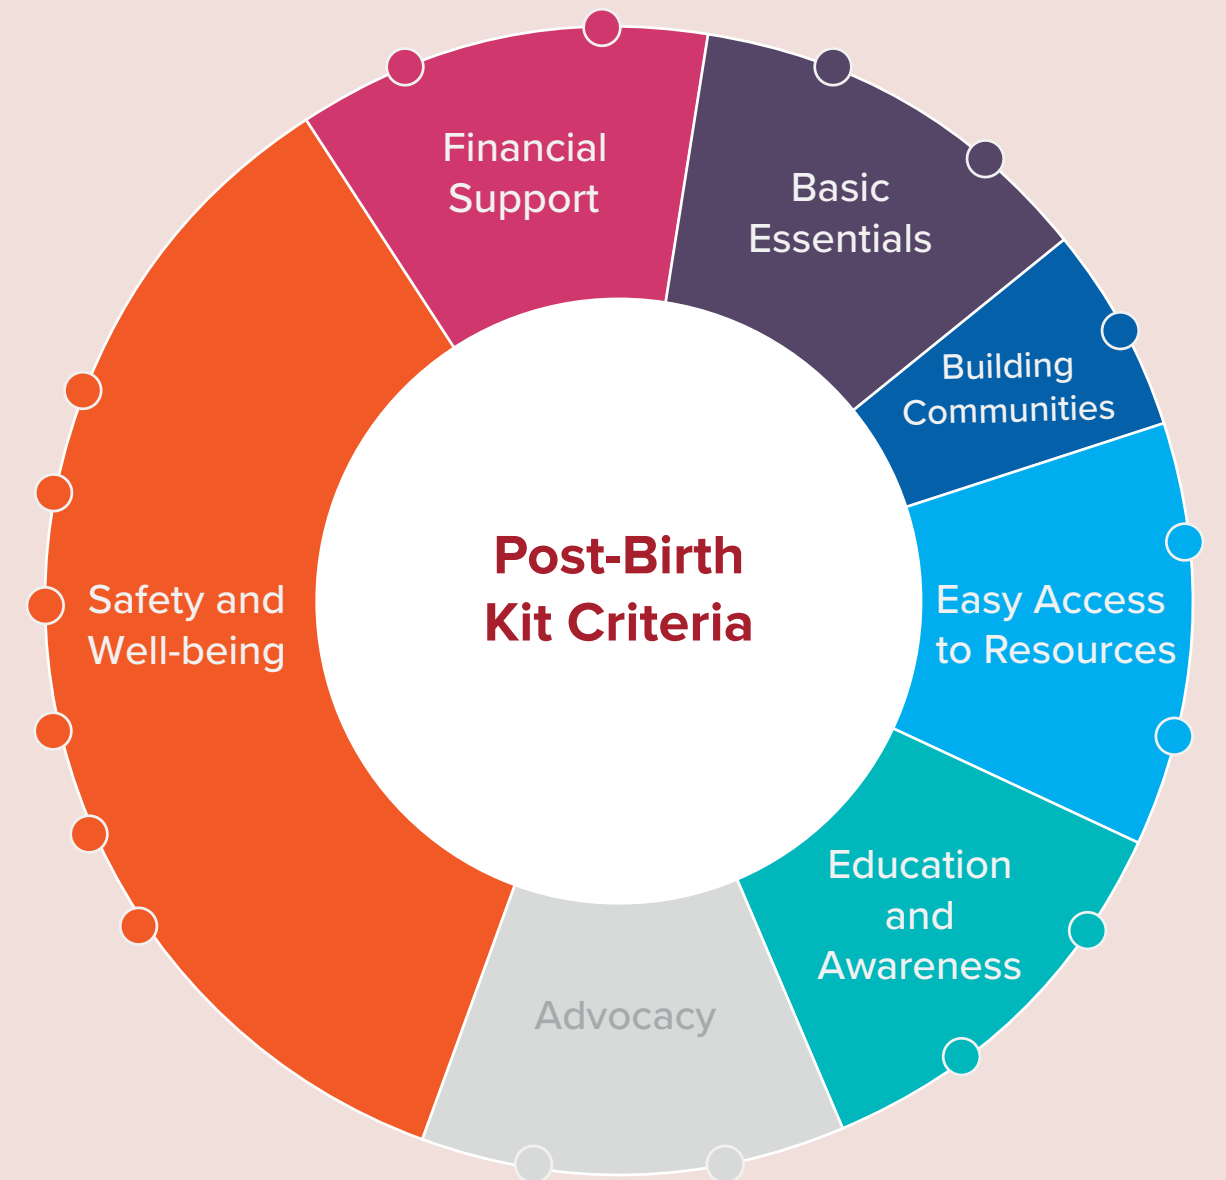 Financial
Support
Basic
Essentials
Building
Communities
Easy Access
to Resources
Education
and
Awareness
Advocacy
Safety and
Well-being
Post-Birth
Kit Criteria